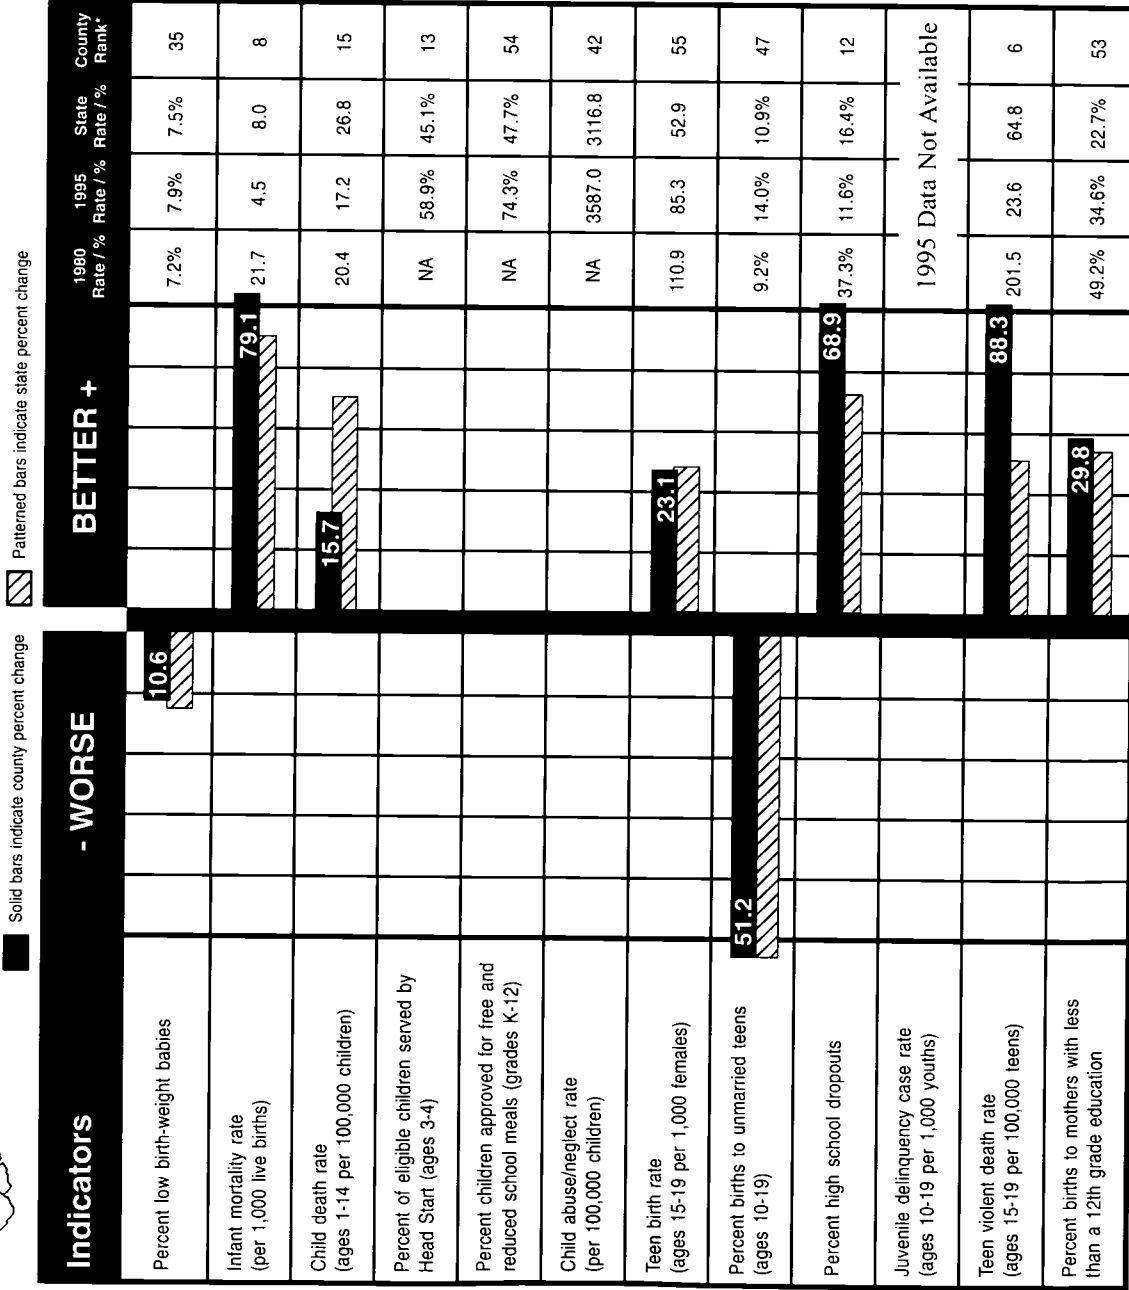 Solid bars indicate county percent change
Patterned bars indicate state percent change
Indicators
- WORSE
BETTER +
1980
Rate / %
1995
Rate / %
State
Rate / %
County
Rank*
Percent low birth-weight babies
10.6
7.2%
7.9%
7.5%
35
Infant mortality rate
(per 1,000 live births)
79.1
21.7
4.5
8.0
8
Child death rate
(ages 1-14 per 100,000 children)
15.7
20.4
17.2
26.8
15
Percent of eligible children served by
Head Start (ages 3-4)
NA
58.9%
45.1%
13
Percent children approved for free and
reduced school meals (grades K-12)
NA
74.3%
47.7%
54
Child abuse/neglect rate
(per 100,000 children)
NA
3587.0
3116.8
42
Teen birth rate
(ages 15-19 per 1,000 females)
23.1
110.9
85.3
52.9
55
Percent births to unmarried teens
(ages 10-19)
51.2
9.2%
14.0%
10.9%
47
Percent high school dropouts
68.9
37.3%
11.6%
16.4%
12
Juvenile delinquency case rate
(ages 10-19 per 1,000 youths)
1995 Data Not Available
Teen violent death rate
(ages 15-19 per 100,000 teens)
88.3
201.5
23.6
64.8
6
Percent births to mothers with less
than a 12th grade education
29.8
49.2%
34.6%
22.7%
53